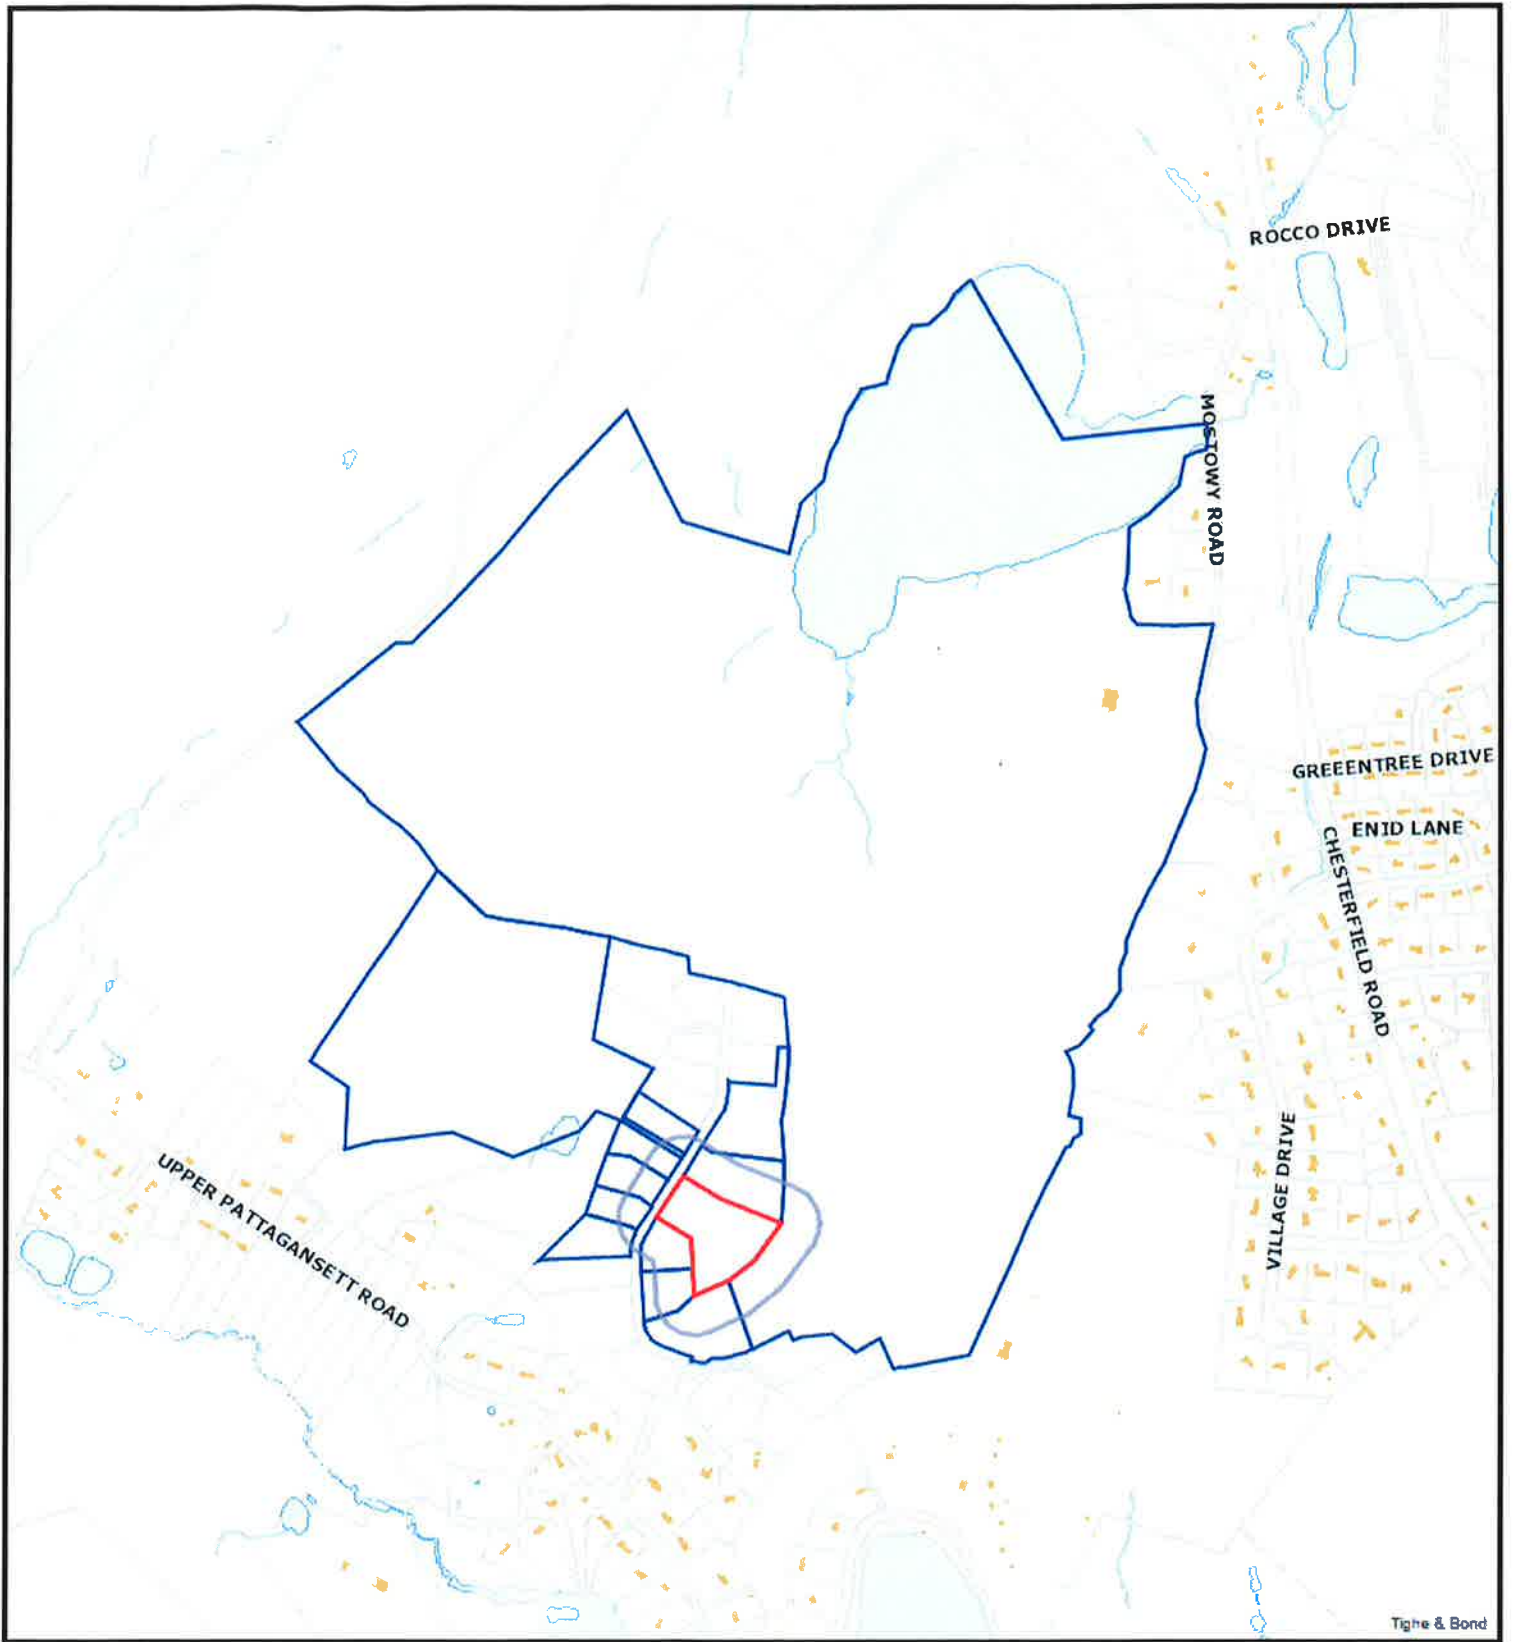 ROCCO DRIVE
MOSTOWY ROAD
GREEENTREE DRIVE
ENID LANE
CHESTERFIELD ROAD
VILLAGE DRIVE
UPPER PATTAGANSETT ROAD
Tighe & Bond